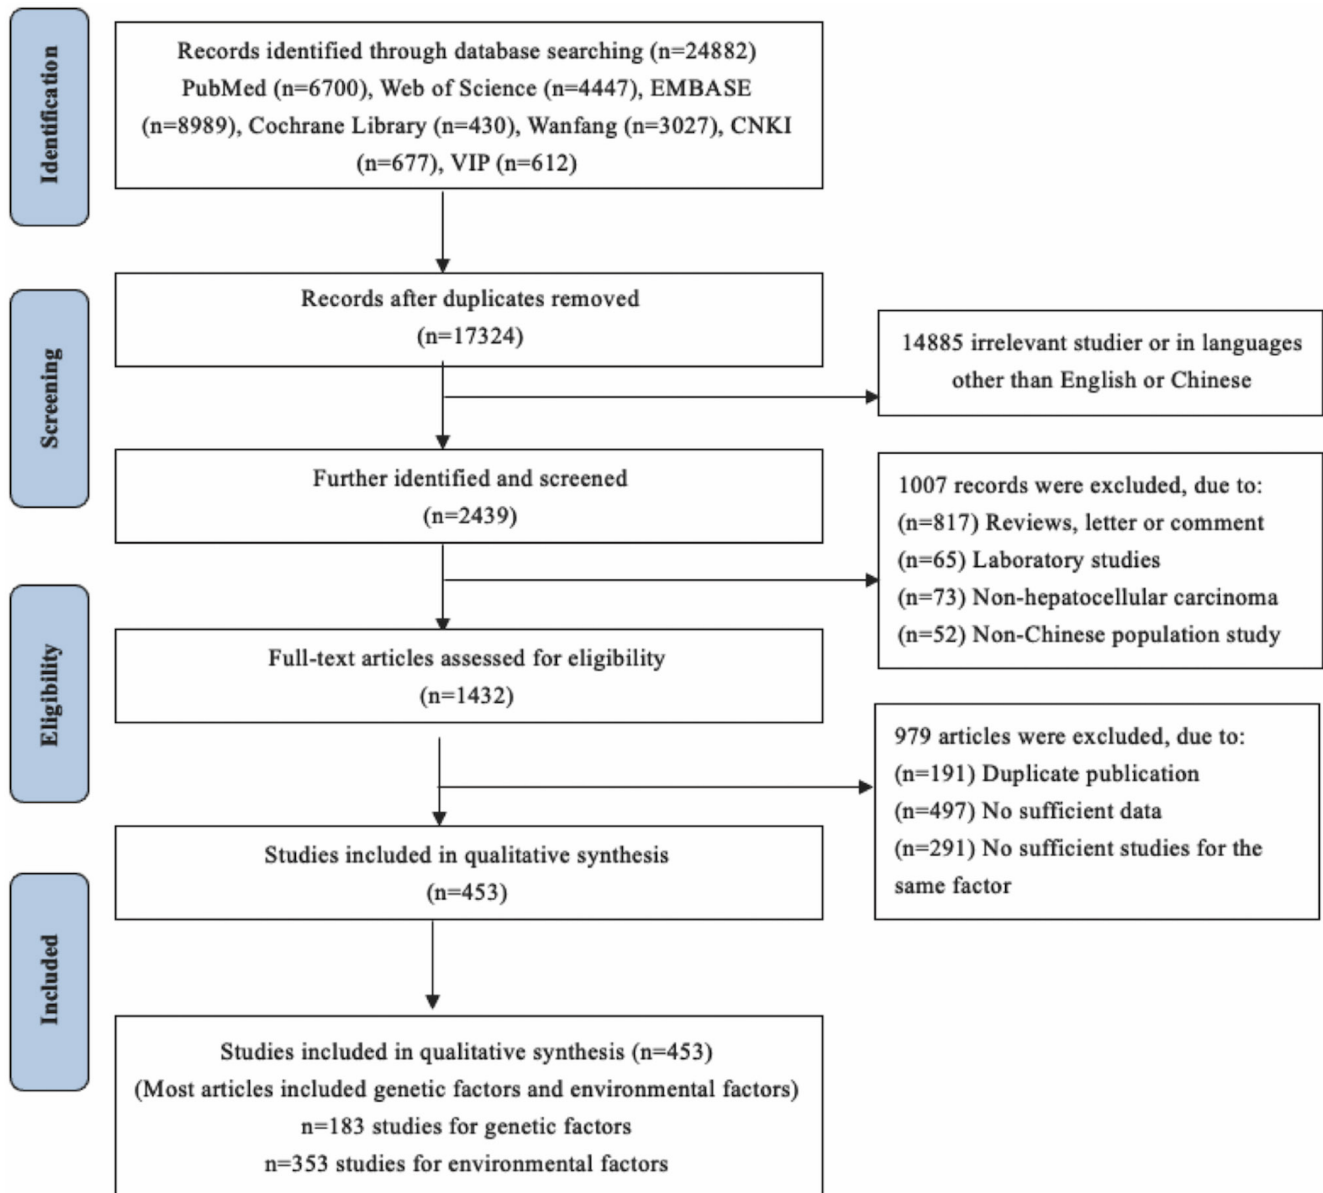 Identification
Records identified through database searching (n=24882)
PubMed (n=6700), Web of Science (n=4447), EMBASE
(n=8989), Cochrane Library (n=430), Wanfang (n=3027), CNKI
(n=677), VIP (n=612)
Screening
Records after duplicates removed
(n=17324)
14885 irrelevant studier or in languages
other than English or Chinese
Further identified and screened
(n=2439)
1007 records were excluded, due to:
(n=817) Reviews, letter or comment
(n=65) Laboratory studies
(n=73) Non-hepatocellular carcinoma
(n=52) Non-Chinese population study
Eligibility
Full-text articles assessed for eligibility
(n=1432)
979 articles were excluded, due to:
(n=191) Duplicate publication
(n=497) No sufficient data
(n=291) No sufficient studies for the
same factor
Studies included in qualitative synthesis
(n=453)
Included
Studies included in qualitative synthesis (n=453)
(Most articles included genetic factors and environmental factors)
n=183 studies for genetic factors
n=353 studies for environmental factors